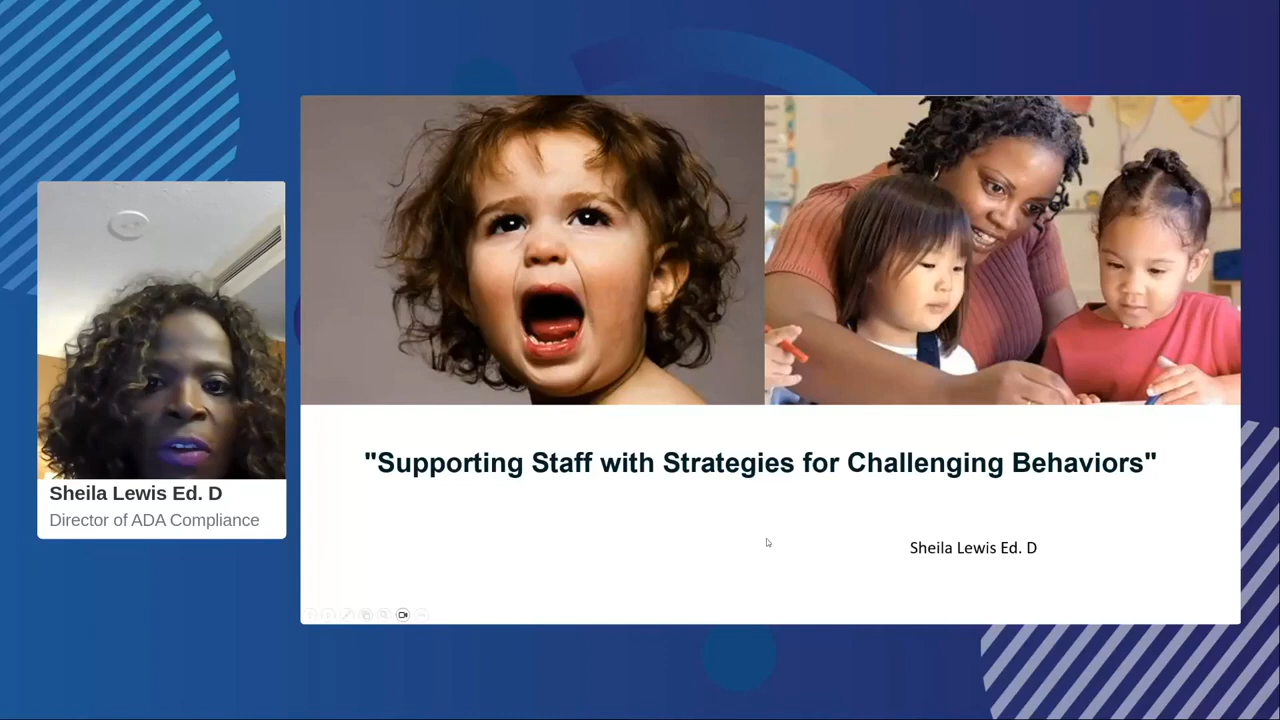 Sheila Lewis Ed. D
Director of ADA Compliance
"Supporting Staff with Strategies for Challenging Behaviors"
Sheila Lewis Ed. D